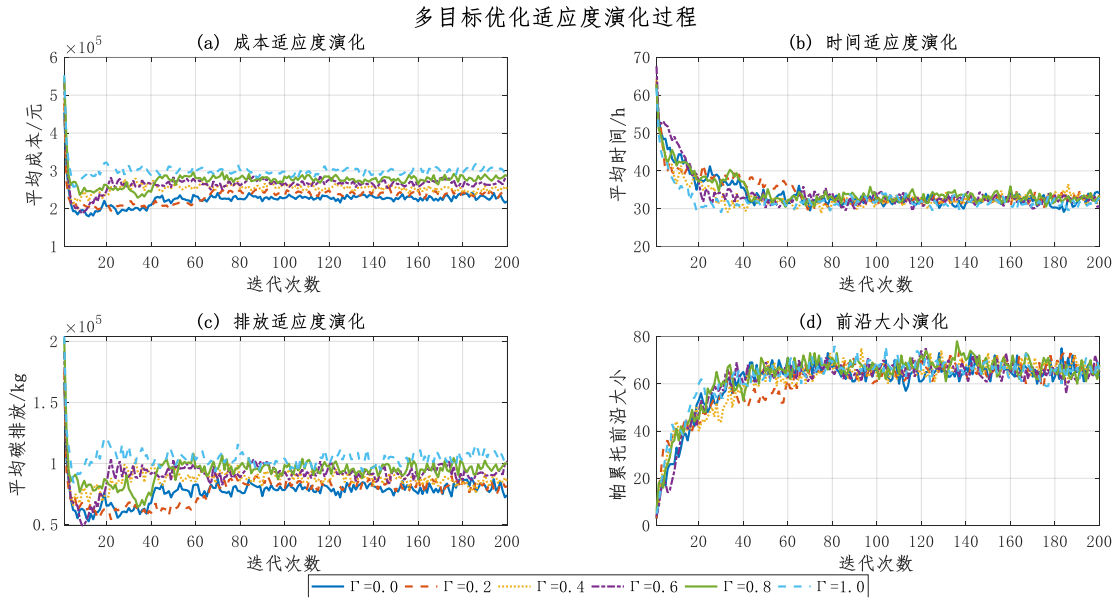 多目标优化适应度演化过程
(a) 成本适应度演化
×10⁵
平均成本/元
6
5
4
3
2
1
20 40 60 80 100 120 140 160 180 200
迭代次数
(b) 时间适应度演化
平均时间/h
70
60
50
40
30
20
20 40 60 80 100 120 140 160 180 200
迭代次数
(c) 排放适应度演化
×10⁵
平均碳排放/kg
2
1.5
1
0.5
20 40 60 80 100 120 140 160 180 200
迭代次数
(d) 前沿大小演化
帕累托前沿大小
80
60
40
20
0
20 40 60 80 100 120 140 160 180 200
迭代次数
Γ=0.0 Γ=0.2 Γ=0.4 Γ=0.6 Γ=0.8 Γ=1.0